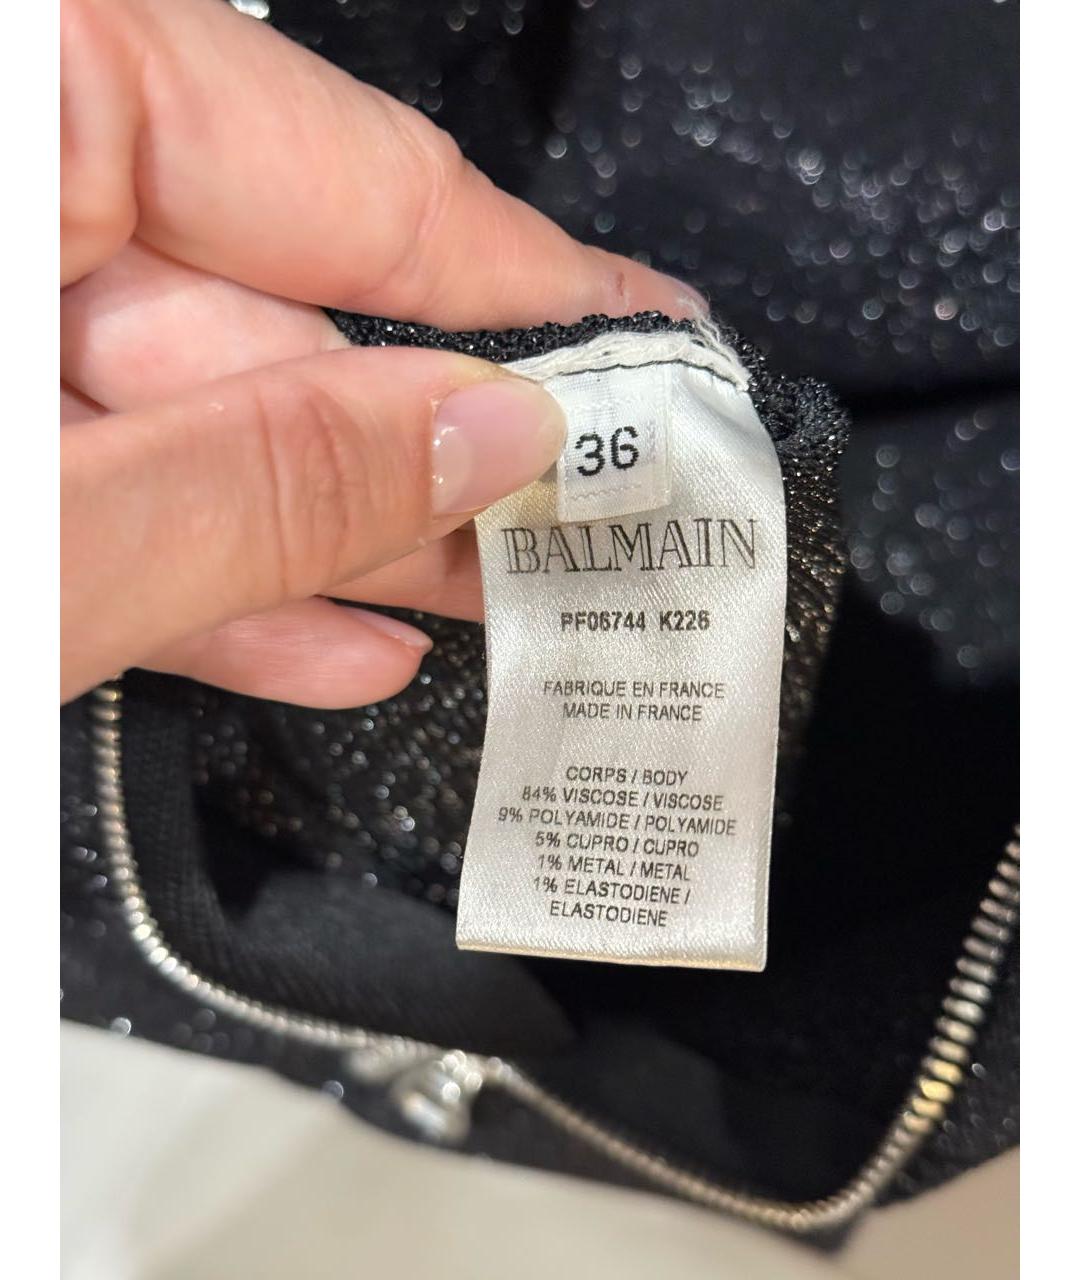 36
BALMAIN
PF06744 K226
FABRIQUE EN FRANCE
MADE IN FRANCE
CORPS / BODY
84% VISCOSE / VISCOSE
9% POLYAMIDE / POLYAMIDE
5% CUPRO / CUPRO
1% METAL / METAL
1% ELASTODIENE /
ELASTODIENE